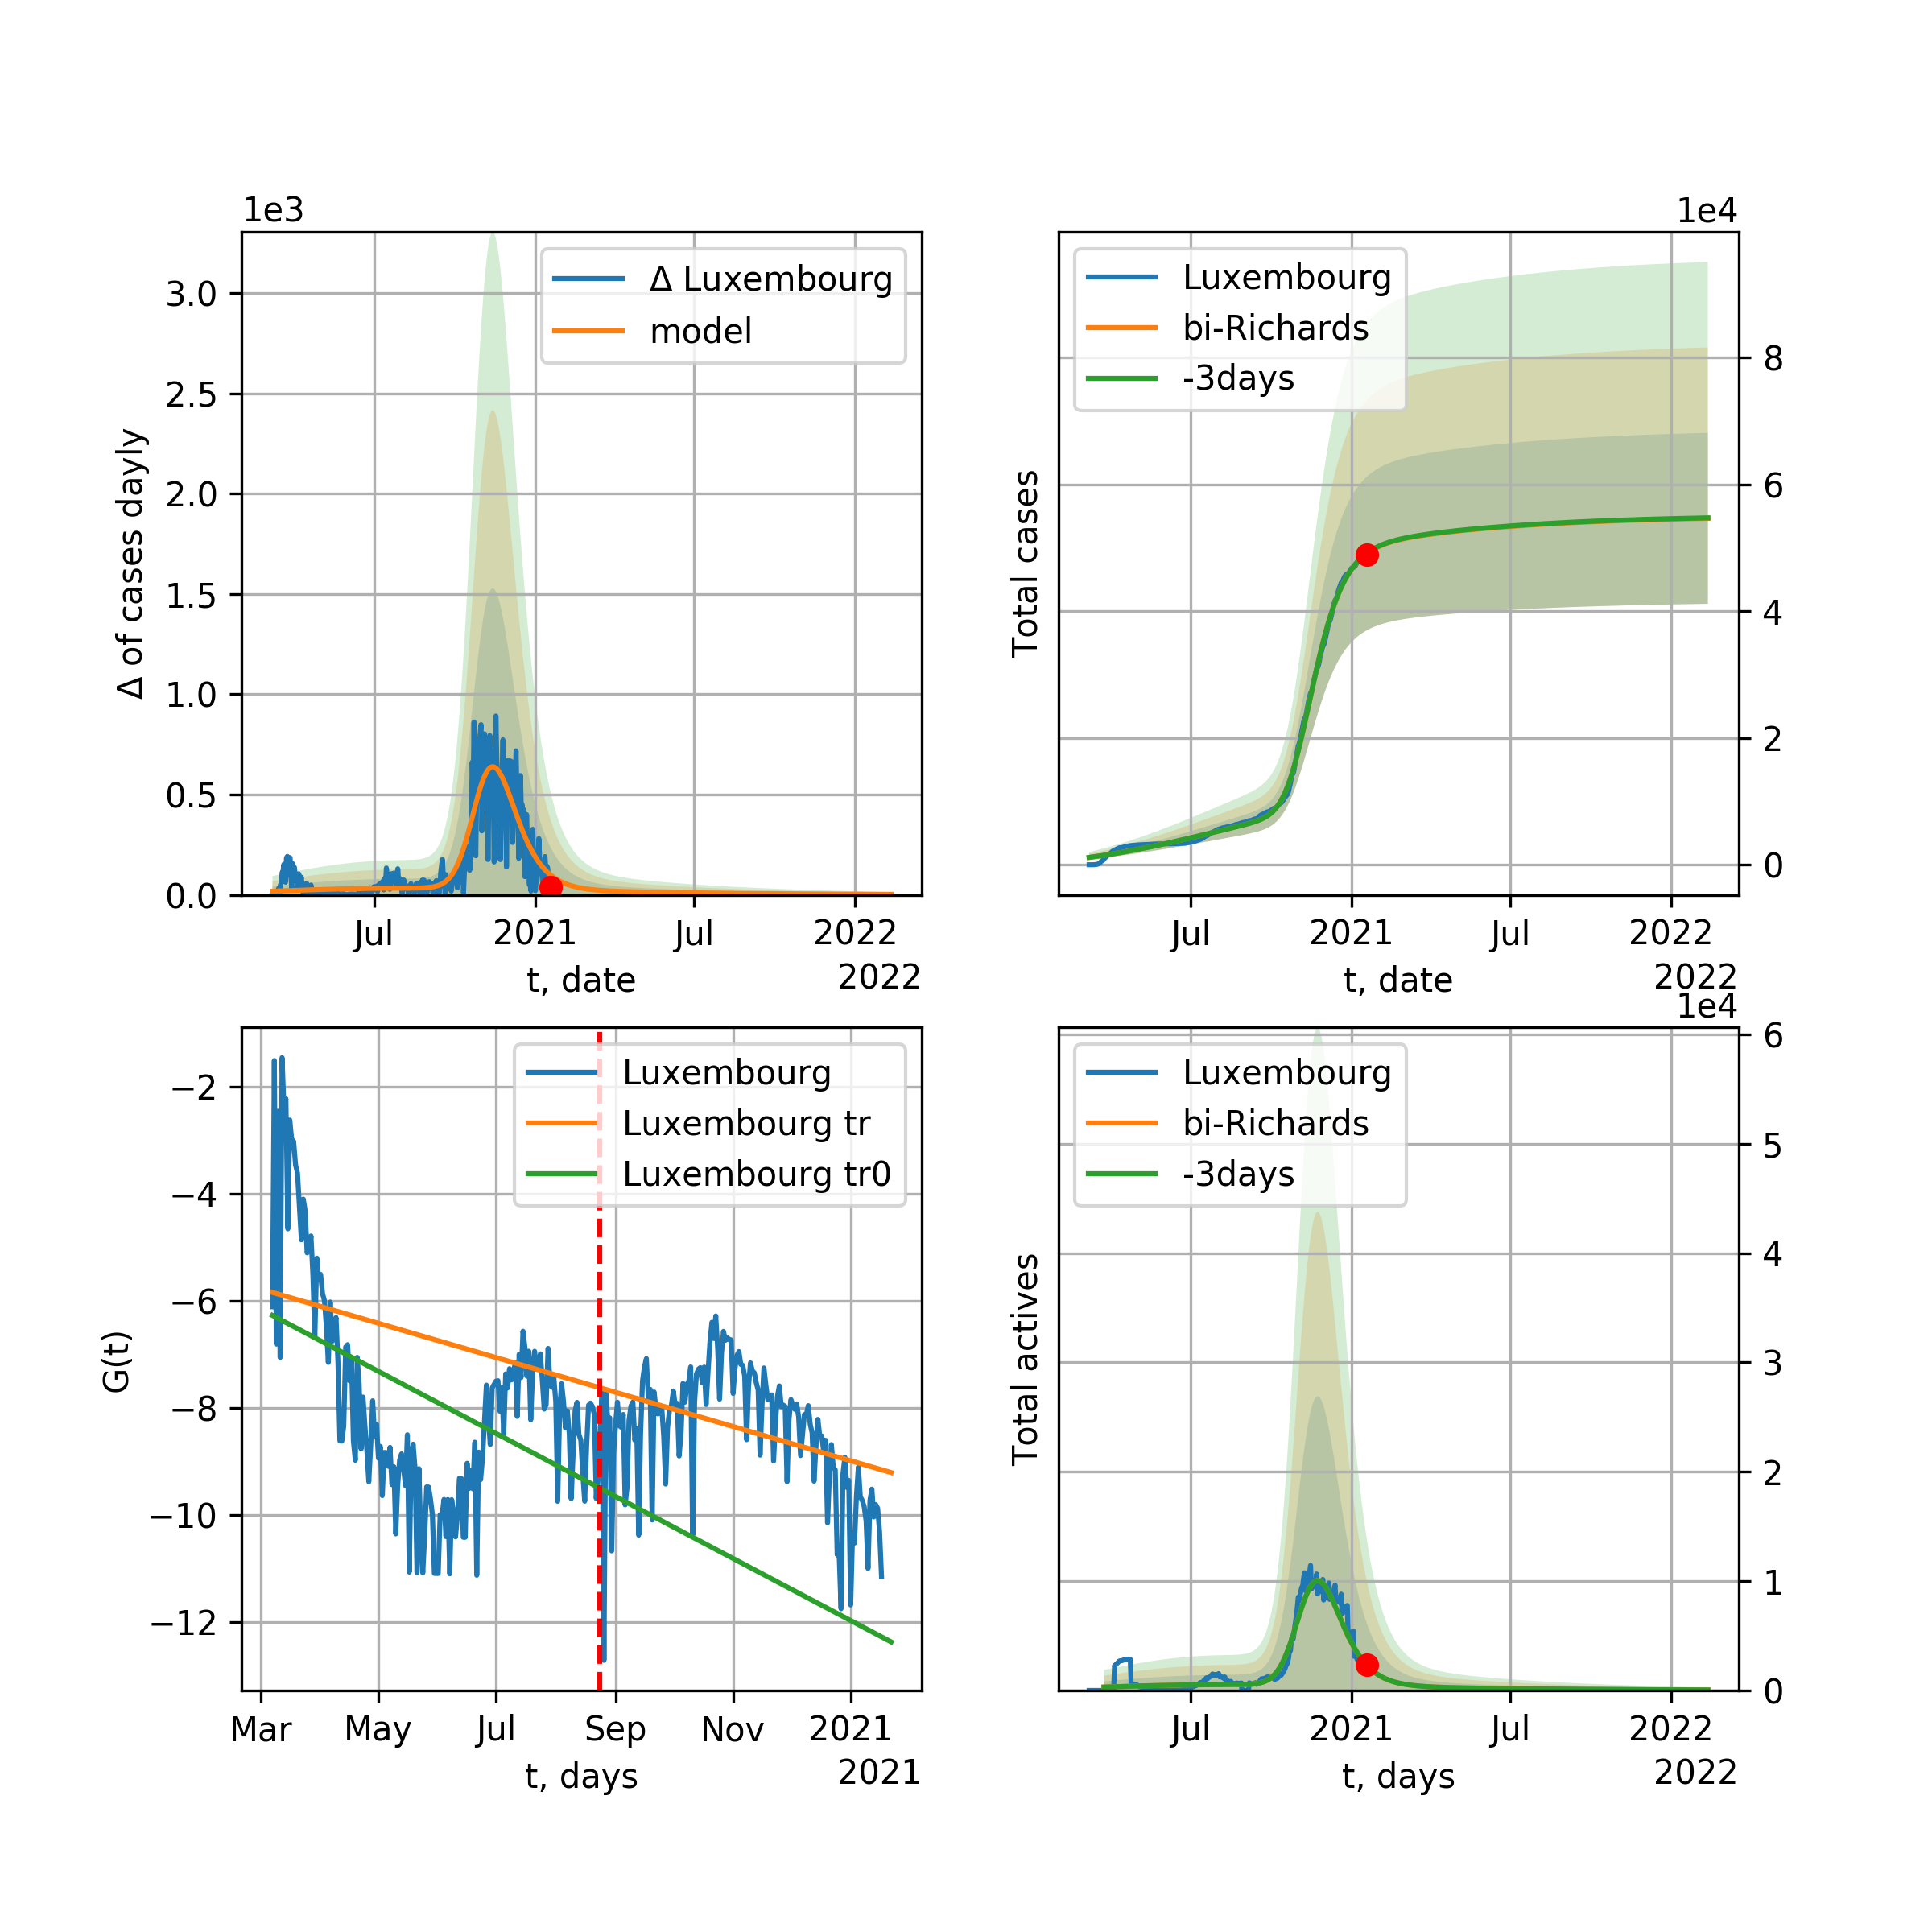 1e3
Δ Luxembourg
model
3.0
2.5
2.0
1.5
1.0
0.5
0.0
Δ of cases dayly
Jul 2021 Jul 2022
t, date
2022
1e4
Luxembourg
bi-Richards
-3days
8
6
4
2
0
Total cases
Jul 2021 Jul 2022
t, date
2022
Luxembourg
Luxembourg tr
Luxembourg tr0
−2
−4
−6
−8
−10
−12
G(t)
Mar May Jul Sep Nov 2021
t, days
2021
1e4
Luxembourg
bi-Richards
-3days
6
5
4
3
2
1
0
Total actives
Jul 2021 Jul 2022
t, days
2022